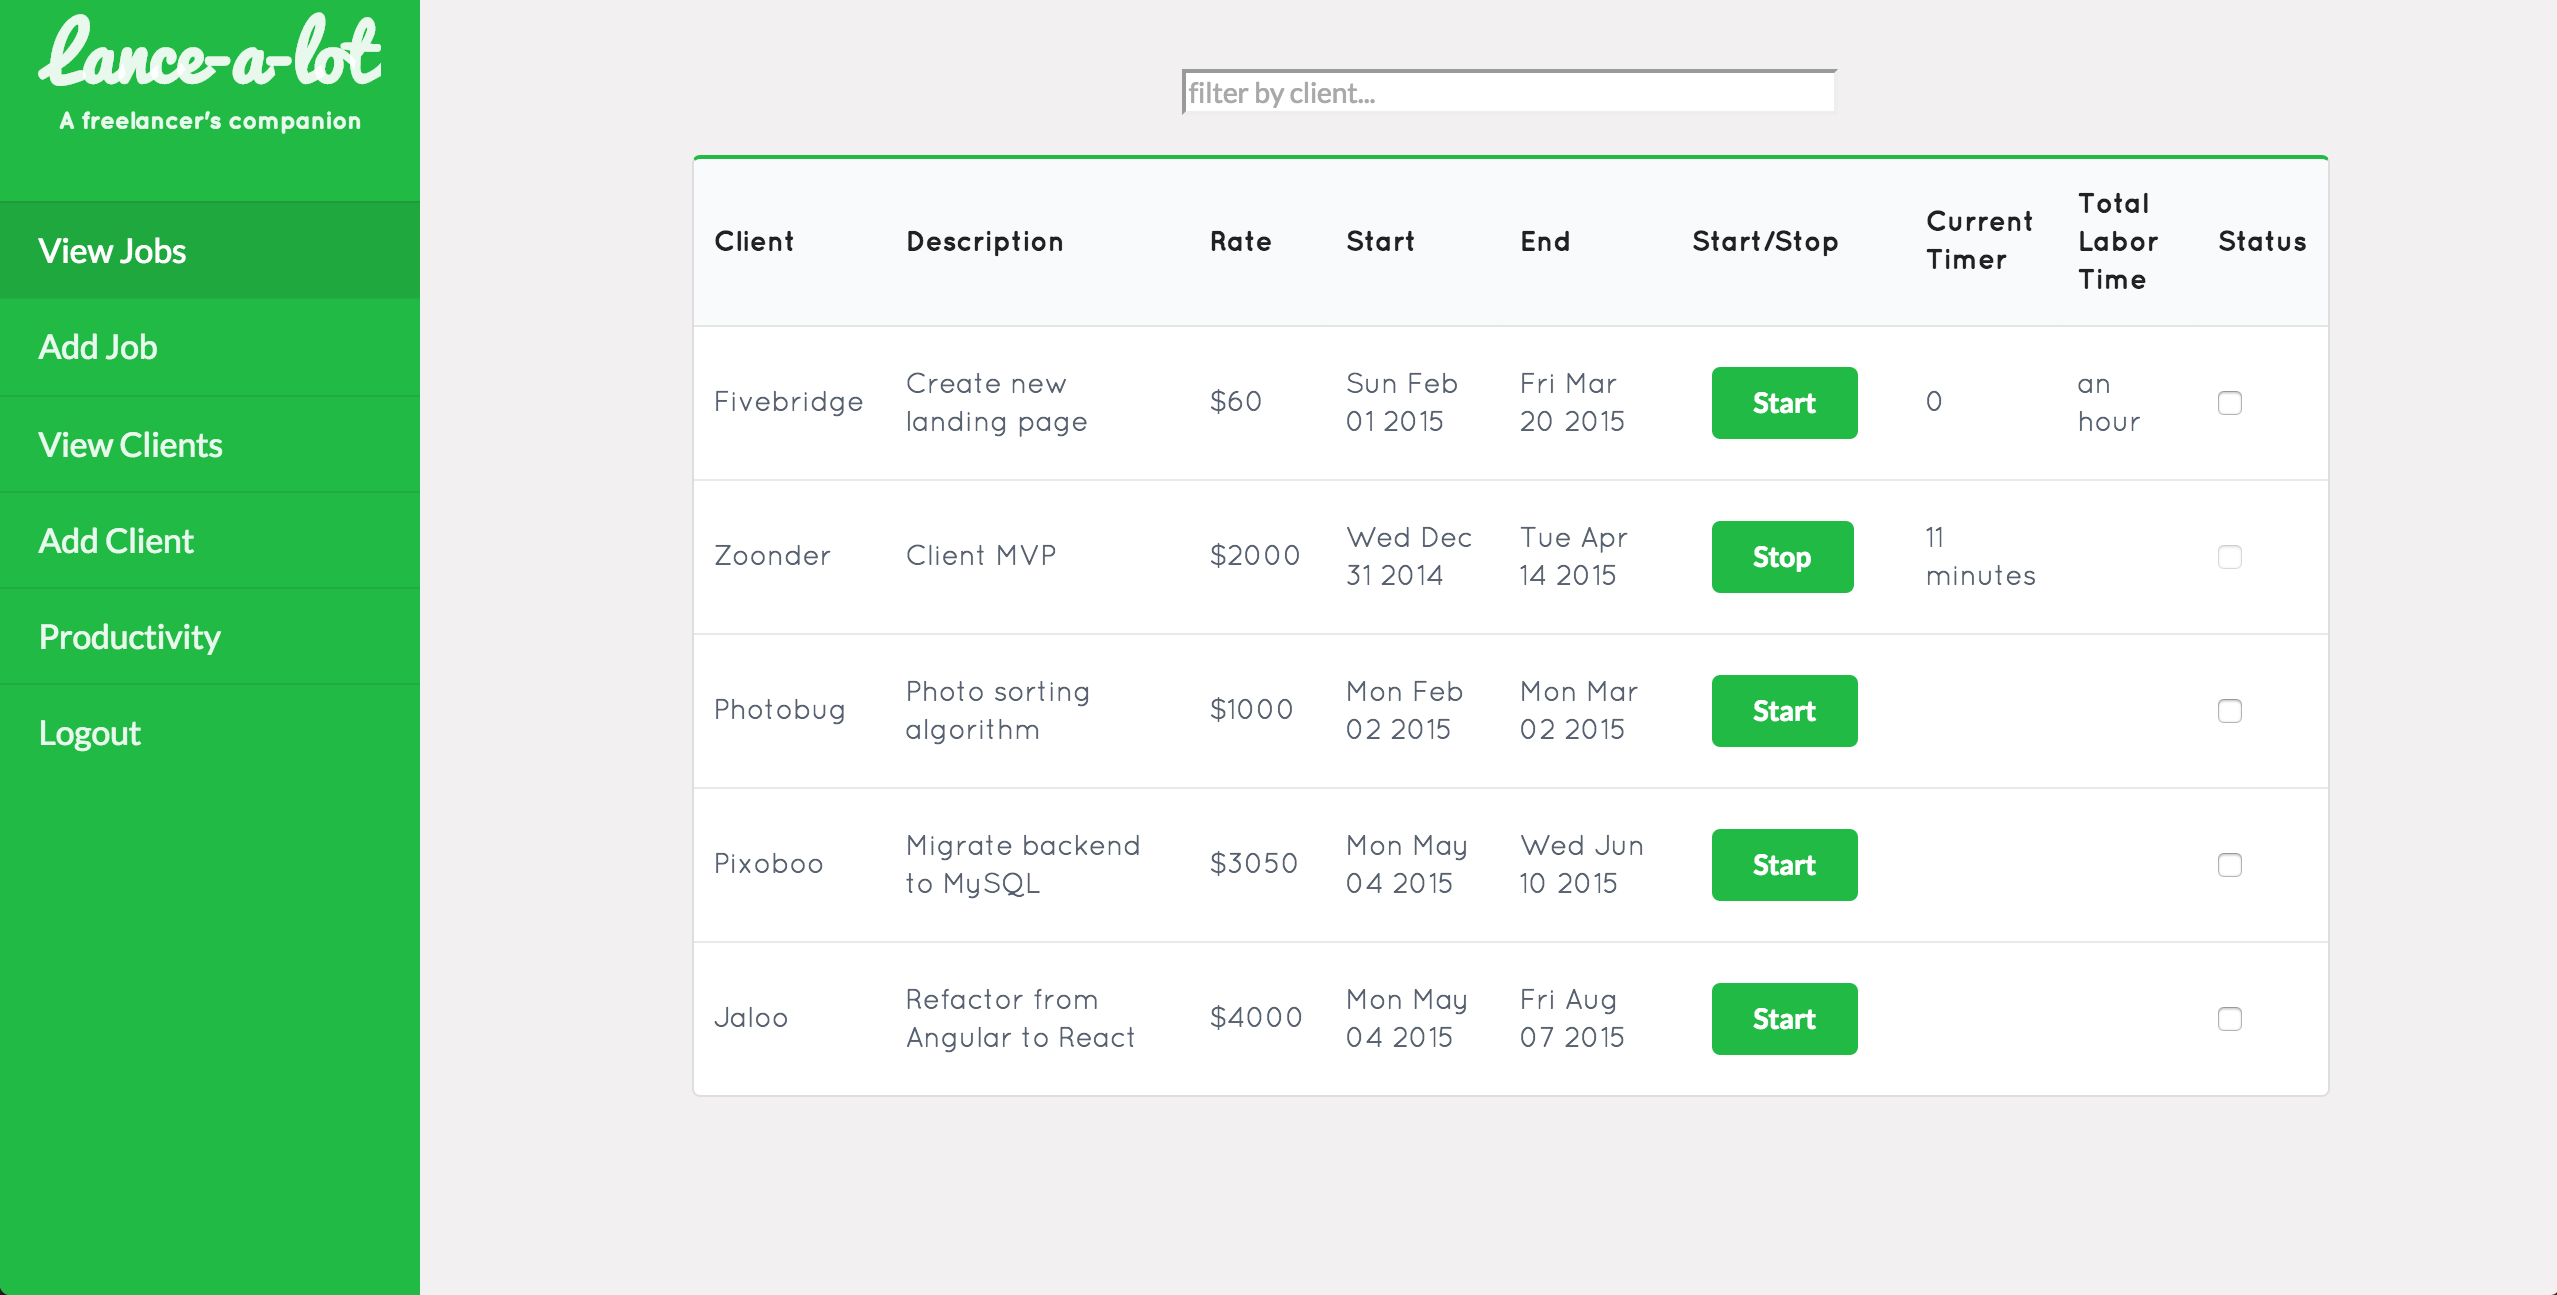 Lance-a-lot
A freelancer's companion
View Jobs
Add Job
View Clients
Add Client
Productivity
Logout
filter by client...
Client Description Rate Start End Start/Stop Current Timer Total Labor Time Status
Fivebridge Create new landing page $60 Sun Feb 01 2015 Fri Mar 20 2015 Start 0 an hour
Zoonder Client MVP $2000 Wed Dec 31 2014 Tue Apr 14 2015 Stop 11 minutes
Photobug Photo sorting algorithm $1000 Mon Feb 02 2015 Mon Mar 02 2015 Start
Pixoboo Migrate backend to MySQL $3050 Mon May 04 2015 Wed Jun 10 2015 Start
Jaloo Refactor from Angular to React $4000 Mon May 04 2015 Fri Aug 07 2015 Start